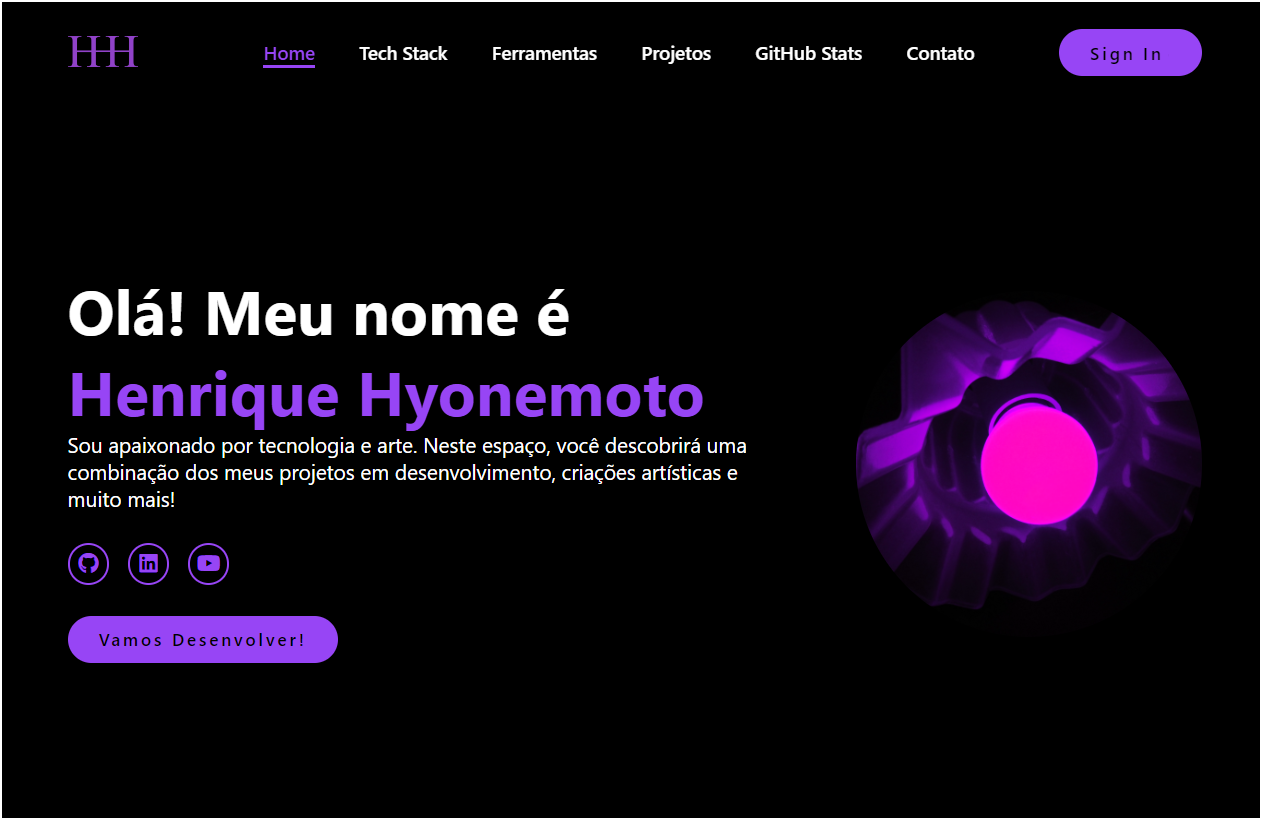 HH Home Tech Stack Ferramentas Projetos GitHub Stats Contato Sign In
Olá! Meu nome é
Henrique Hyonemoto
Sou apaixonado por tecnologia e arte. Neste espaço, você descobrirá uma
combinação dos meus projetos em desenvolvimento, criações artísticas e
muito mais!
in
Vamos Desenvolver!